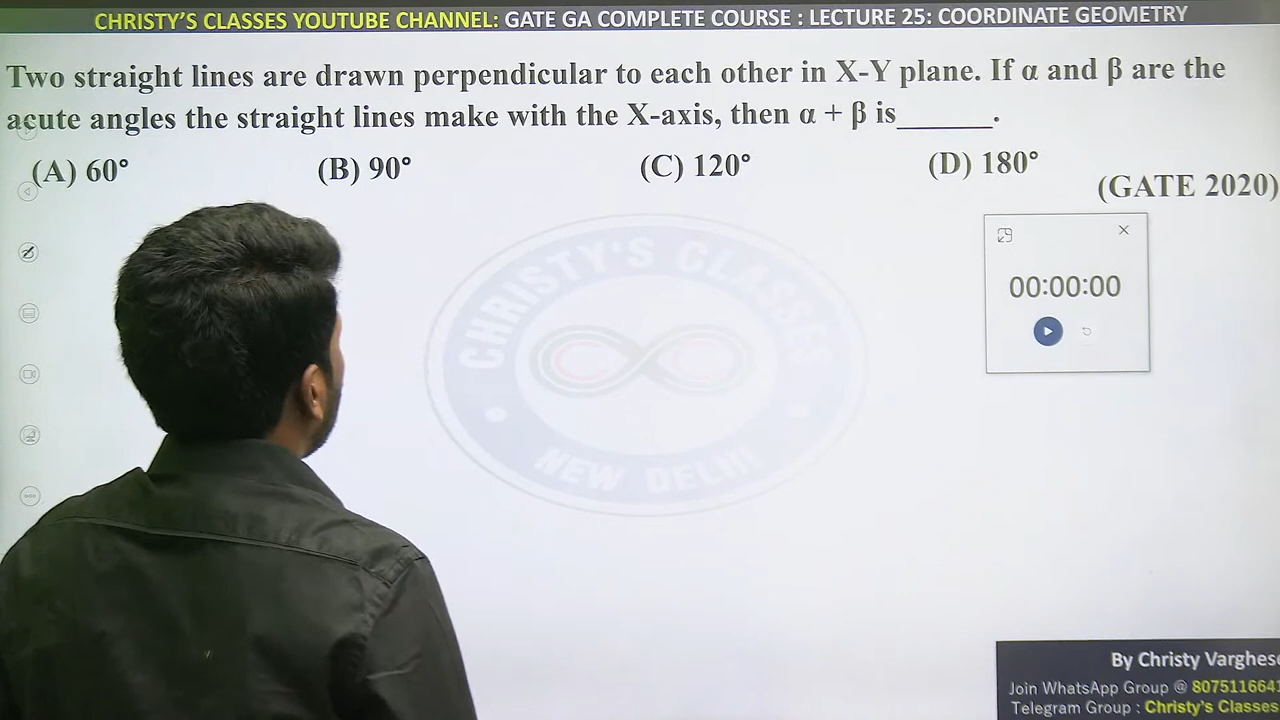 CHRISTY'S CLASSES YOUTUBE CHANNEL: GATE GA COMPLETE COURSE : LECTURE 25: COORDINATE GEOMETRY
Two straight lines are drawn perpendicular to each other in X-Y plane. If α and β are the
acute angles the straight lines make with the X-axis, then α + β is______.
(A) 60° (B) 90° (C) 120° (D) 180°
(GATE 2020)
00:00:00
CHRISTY'S CLASSES
NEW DELHI
By Christy Varghese
Join WhatsApp Group @ 8075116641
Telegram Group : Christy's Classes